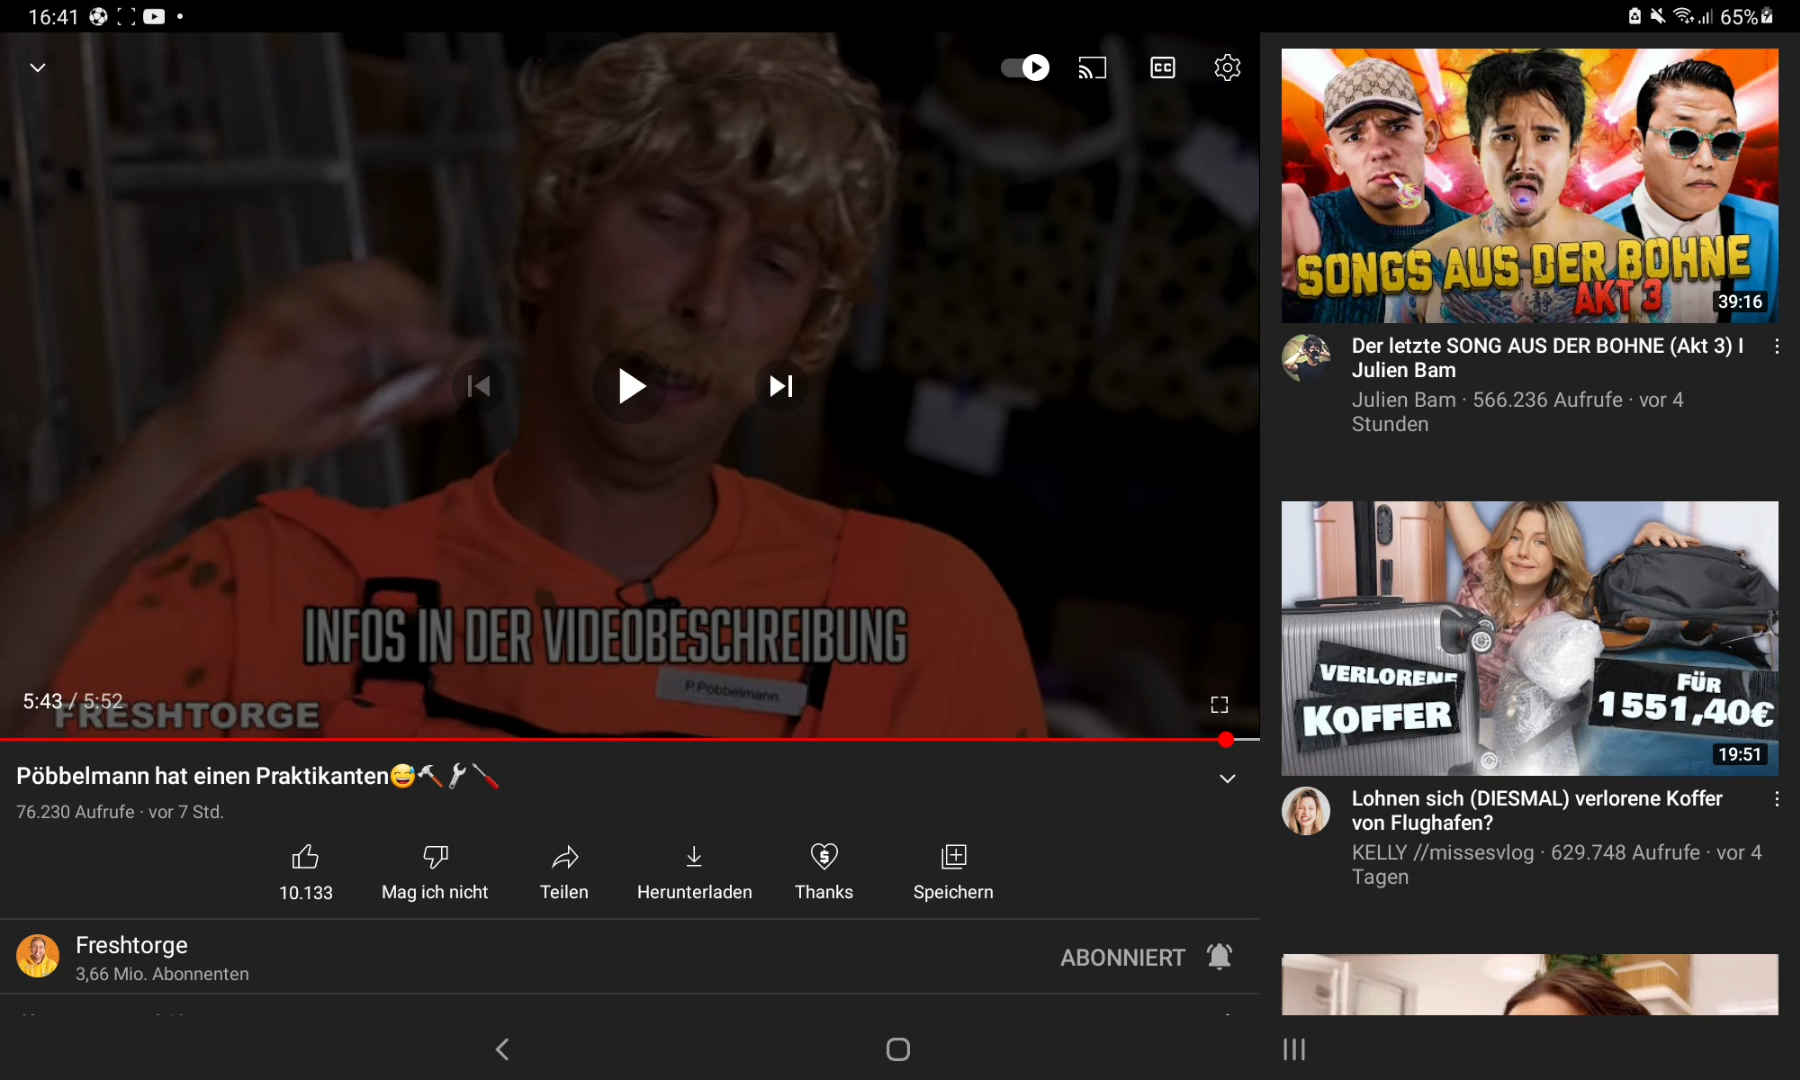 16:41
65%
INFOS IN DER VIDEOBESCHREIBUNG
P.Pöbbelmann
5:43 / 5:52
FRESHTORGE
Pöbbelmann hat einen Praktikanten😅🔨🔧🪛
76.230 Aufrufe · vor 7 Std.
10.133
Mag ich nicht
Teilen
Herunterladen
Thanks
Speichern
Freshtorge
3,66 Mio. Abonnenten
ABONNIERT
SONGS AUS DER BOHNE
AKT 3
39:16
Der letzte SONG AUS DER BOHNE (Akt 3) I
Julien Bam
Julien Bam · 566.236 Aufrufe · vor 4
Stunden
VERLORENE
KOFFER
FÜR
1551,40€
19:51
Lohnen sich (DIESMAL) verlorene Koffer
von Flughafen?
KELLY //missesvlog · 629.748 Aufrufe · vor 4
Tagen